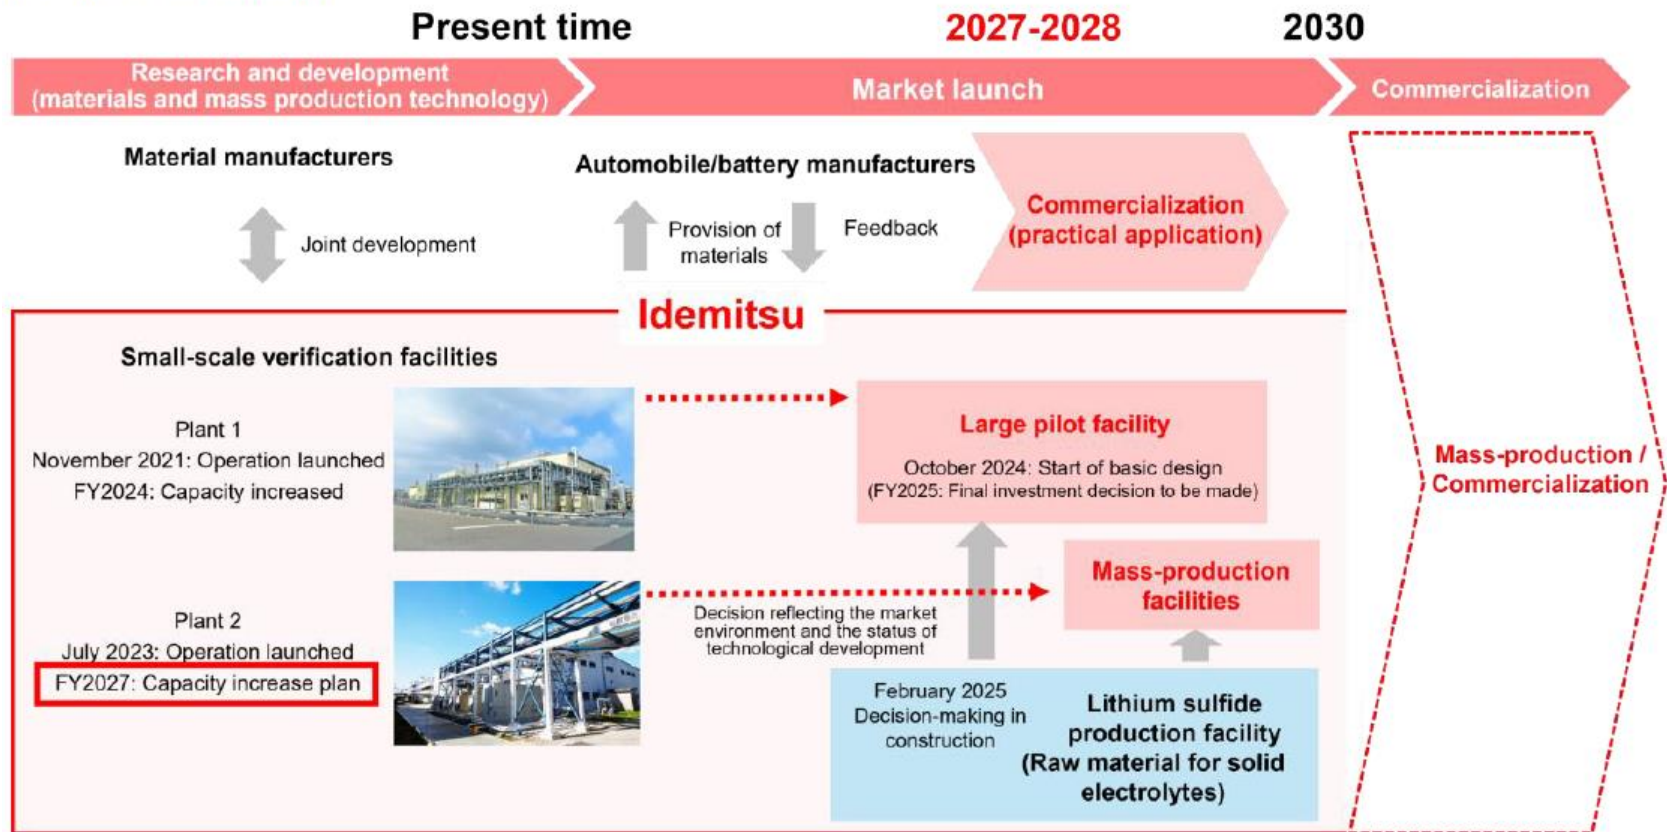 Present time
2027-2028
2030
Research and development
(materials and mass production technology)
Market launch
Commercialization
Material manufacturers
Joint development
Automobile/battery manufacturers
Provision of
materials
Feedback
Commercialization
(practical application)
Idemitsu
Small-scale verification facilities
Plant 1
November 2021: Operation launched
FY2024: Capacity increased
Large pilot facility
October 2024: Start of basic design
(FY2025: Final investment decision to be made)
Plant 2
July 2023: Operation launched
FY2027: Capacity increase plan
Decision reflecting the market
environment and the status of
technological development
Mass-production
facilities
February 2025
Decision-making in
construction
Lithium sulfide
production facility
(Raw material for solid
electrolytes)
Mass-production /
Commercialization